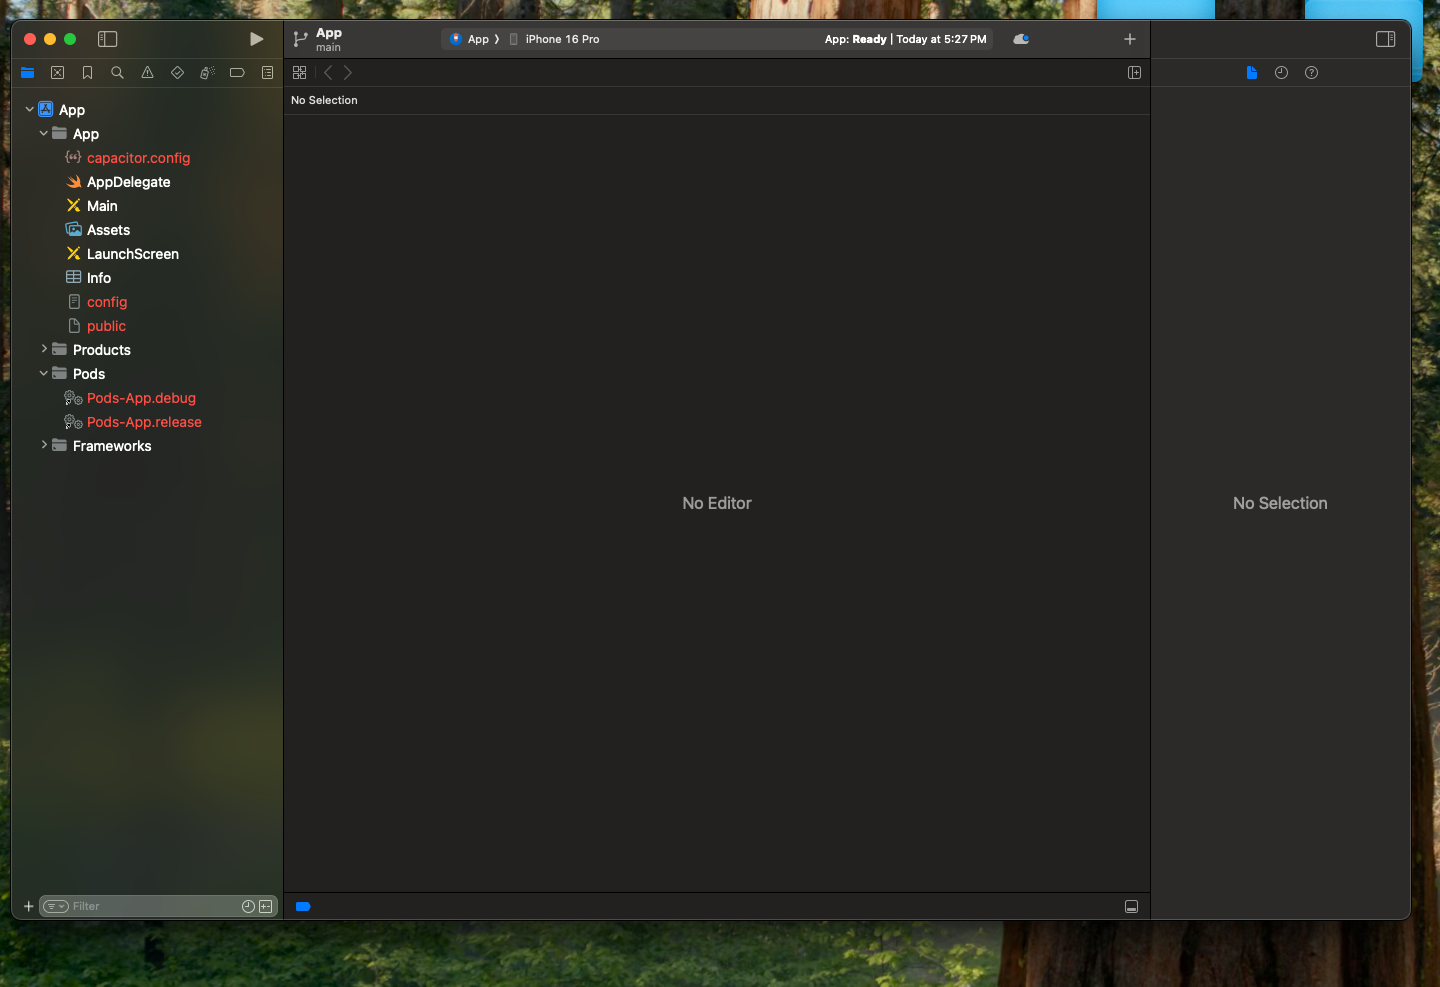 App
main
App
iPhone 16 Pro
App: Ready | Today at 5:27 PM
No Selection
App
App
capacitor.config
AppDelegate
Main
Assets
LaunchScreen
Info
config
public
Products
Pods
Pods-App.debug
Pods-App.release
Frameworks
No Editor
No Selection
Filter